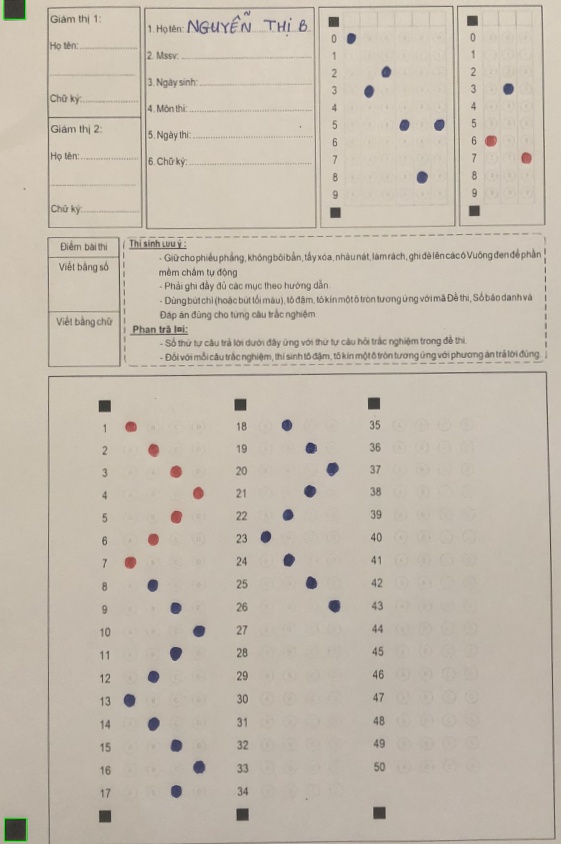 Giám thị 1:
Họ tên:
Chữ ký:
Giám thị 2:
Họ tên:
Chữ ký:
1. Họ tên: NGUYỄN THỊ B
2. Mssv:
3. Ngày sinh:
4. Môn thi:
5. Ngày thi:
6. Chữ ký:
0
1
2
3
4
5
6
7
8
9
0
1
2
3
4
5
6
7
8
9
Điểm bài thi
Viết bằng số
Viết bằng chữ
Thí sinh lưu ý:
- Giữ cho phiếu phẳng, không bôi bẩn, tẩy xóa, nhàu nát, làm rách, ghi đè lên các ô Vuông đen để phần
mềm chấm tự động
- Phải ghi đầy đủ các mục theo hướng dẫn
- Dùng bút chì (hoặc bút tối màu), tô đậm, tô kín một ô tròn tương ứng với mã Đề thi, Số báo danh và
Đáp án đúng cho từng câu trắc nghiệm
Phần trả lời:
- Số thứ tự câu trả lời dưới đây ứng với thứ tự câu hỏi trắc nghiệm trong đề thi.
- Đối với mỗi câu trắc nghiệm, thí sinh tô đậm, tô kín một ô tròn tương ứng với phương án trả lời đúng.
1
2
3
4
5
6
7
8
9
10
11
12
13
14
15
16
17
18
19
20
21
22
23
24
25
26
27
28
29
30
31
32
33
34
35
36
37
38
39
40
41
42
43
44
45
46
47
48
49
50